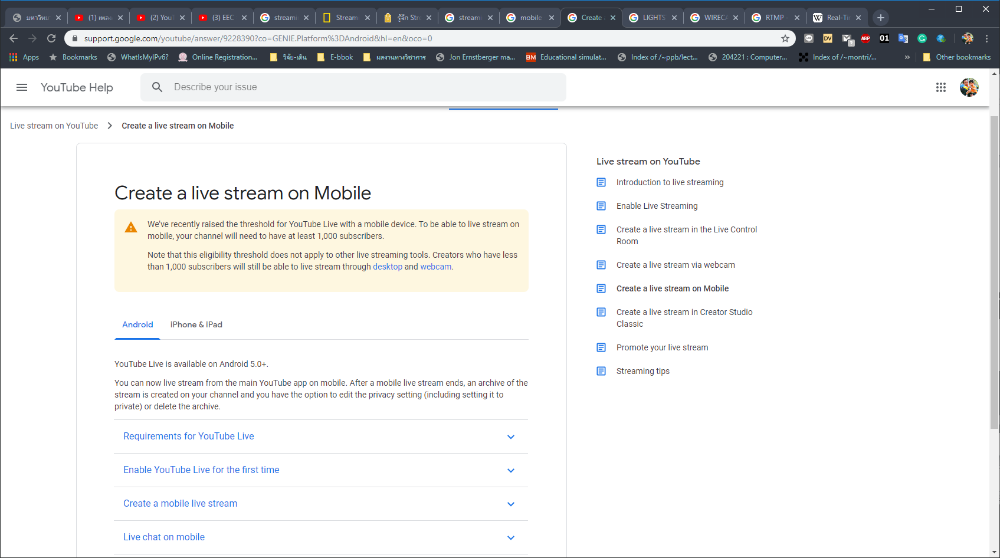 มหาวิทย
(1) เพลง
(2) YouT
(3) EEC
streami
Streami
รู้จัก Stre
streami
mobile
Create a
LIGHTS
WIRECA
RTMP -
Real-Tim
support.google.com/youtube/answer/9228390?co=GENIE.Platform%3DAndroid&hl=en&oco=0
DV
?
ABP
01
Apps
Bookmarks
WhatIsMyIPv6?
Online Registration...
วิจัย-เดิน
E-bbok
ผลงานทางวิชาการ
Jon Ernstberger ma...
BM Educational simulat...
Index of /~ppb/lect...
204221 : Computer...
Index of /~montri/...
»
Other bookmarks
YouTube Help
Describe your issue
Live stream on YouTube
Create a live stream on Mobile
Create a live stream on Mobile
We’ve recently raised the threshold for YouTube Live with a mobile device. To be able to live stream on
mobile, your channel will need to have at least 1,000 subscribers.
Note that this eligibility threshold does not apply to other live streaming tools. Creators who have less
than 1,000 subscribers will still be able to live stream through desktop and webcam.
Android
iPhone & iPad
YouTube Live is available on Android 5.0+.
You can now live stream from the main YouTube app on mobile. After a mobile live stream ends, an archive of the
stream is created on your channel and you have the option to edit the privacy setting (including setting it to
private) or delete the archive.
Requirements for YouTube Live
Enable YouTube Live for the first time
Create a mobile live stream
Live chat on mobile
Live stream on YouTube
Introduction to live streaming
Enable Live Streaming
Create a live stream in the Live Control
Room
Create a live stream via webcam
Create a live stream on Mobile
Create a live stream in Creator Studio
Classic
Promote your live stream
Streaming tips